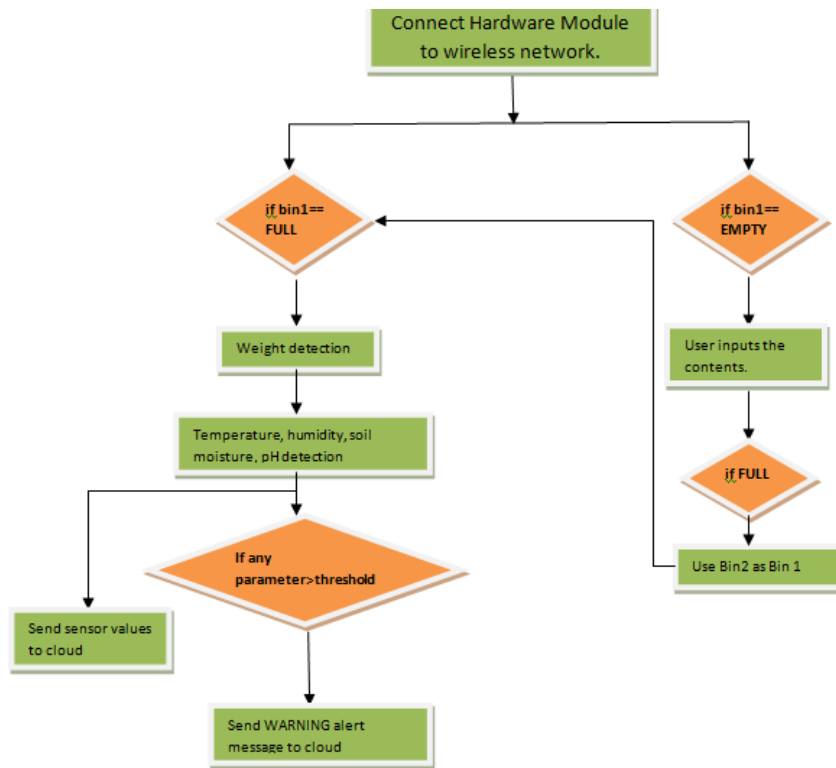 Connect Hardware Module
to wireless network.
if bin1==
FULL
if bin1==
EMPTY
Weight detection
User inputs the
contents.
Temperature, humidity, soil
moisture, pH detection
if FULL
If any
parameter>threshold
Use Bin2 as Bin 1
Send sensor values
to cloud
Send WARNING alert
message to cloud